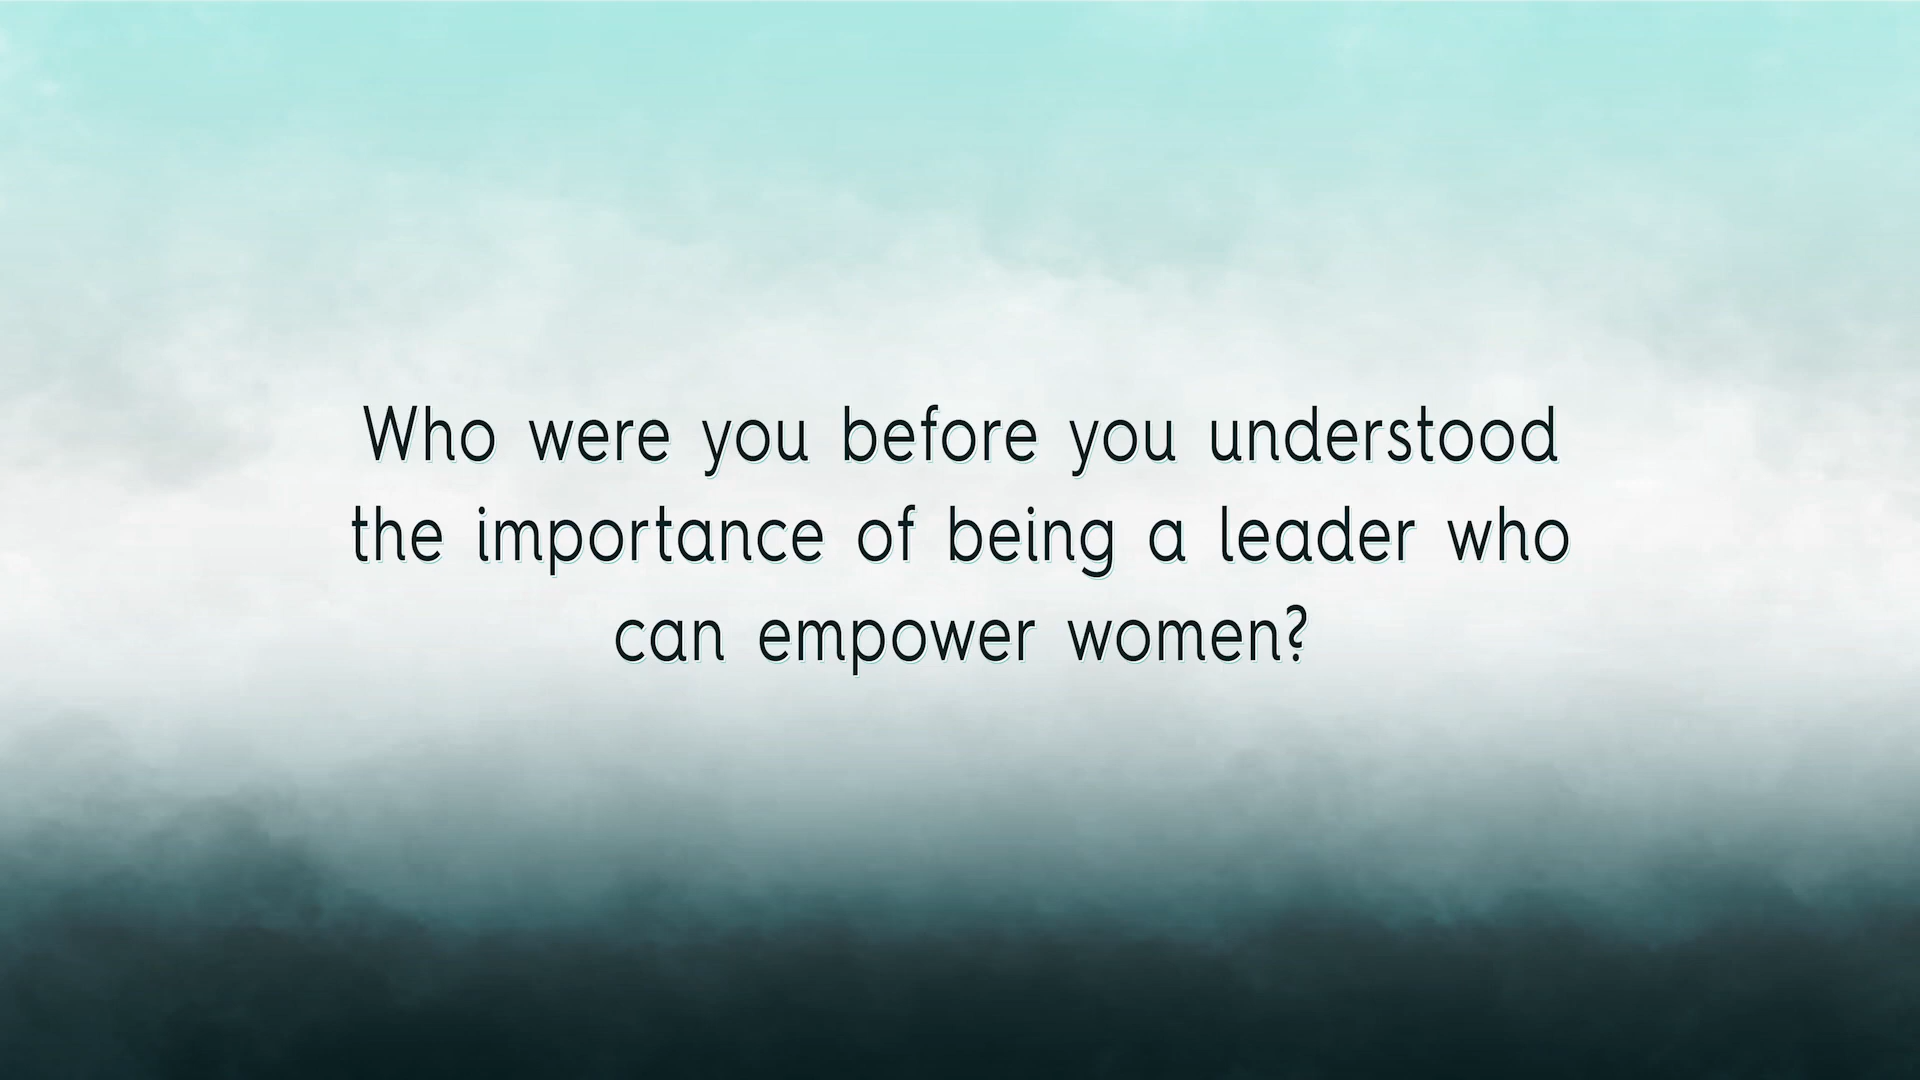 Who were you before you understood
the importance of being a leader who
can empower women?